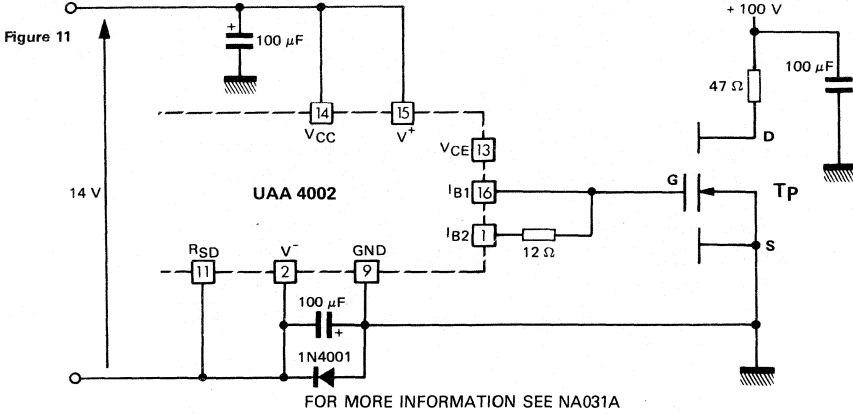 + 100 V
Figure 11
+
100 µF
47 Ω
100 µF
14
15
VCC
V+
D
VCE
13
14 V
UAA 4002
IB1
16
G
TP
IB2
1
S
12 Ω
RSD
V-
GND
11
2
9
100 µF
+
1N4001
FOR MORE INFORMATION SEE NA031A